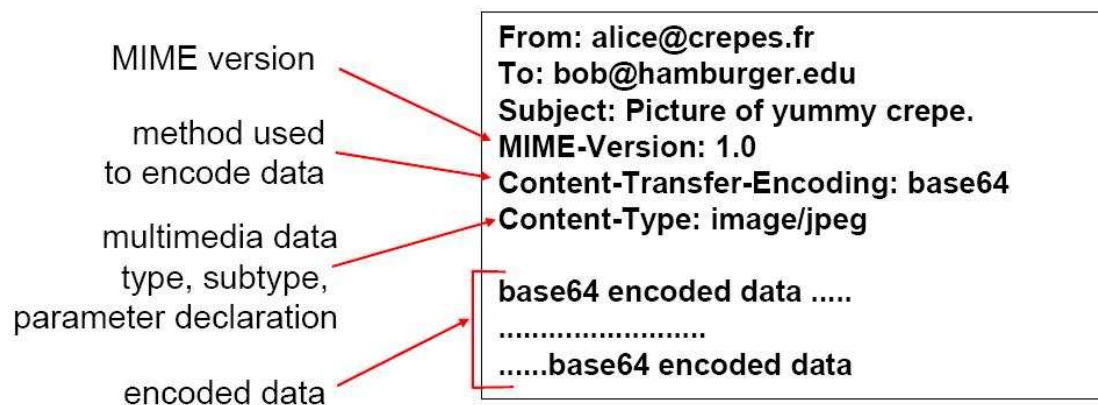 MIME version
method used
to encode data
multimedia data
type, subtype,
parameter declaration
encoded data
From: alice@crepes.fr
To: bob@hamburger.edu
Subject: Picture of yummy crepe.
MIME-Version: 1.0
Content-Transfer-Encoding: base64
Content-Type: image/jpeg
base64 encoded data .....
........................
......base64 encoded data